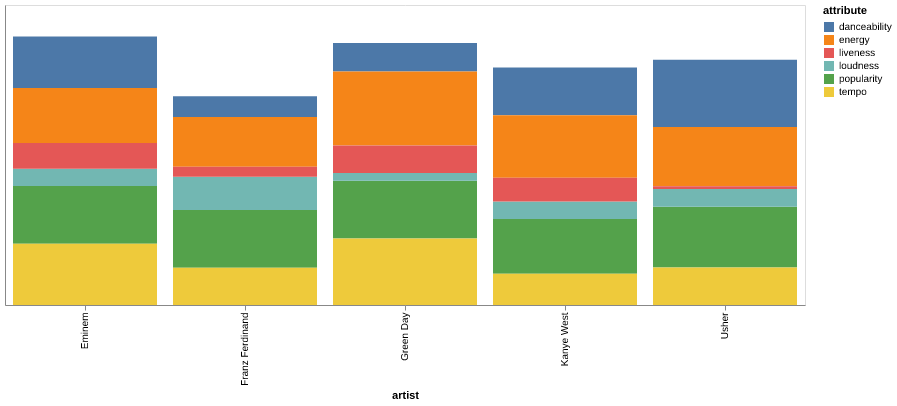 attribute
danceability
energy
liveness
loudness
popularity
tempo
Eminem
Franz Ferdinand
Green Day
Kanye West
Usher
artist